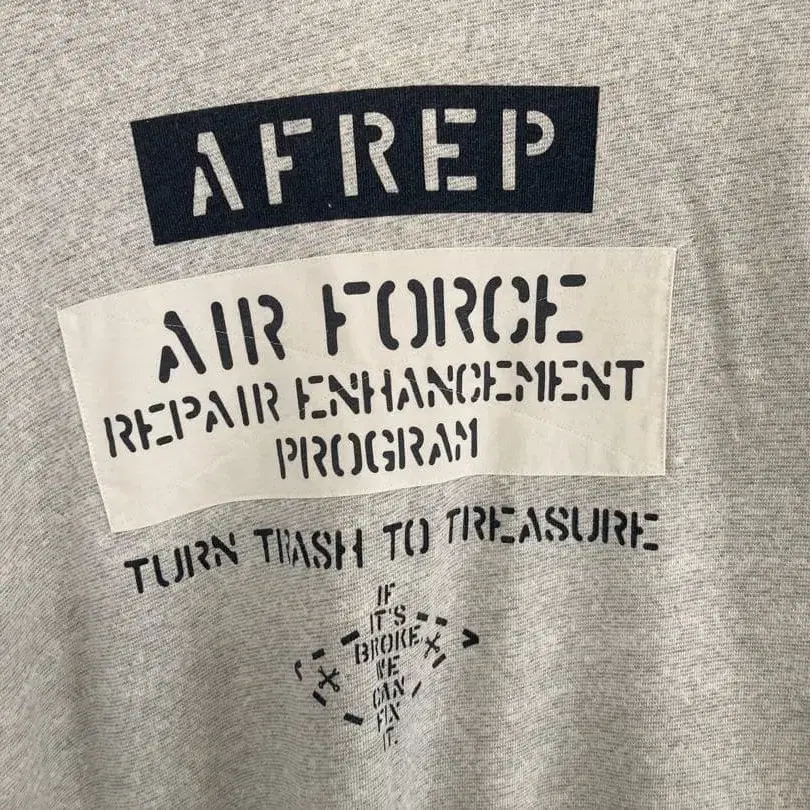 AFREP
AIR FORCE
REPAIR ENHANCEMENT
PROGRAM
TURN TRASH TO TREASURE
IF
IT'S
BROKE
WE
CAN
FIX
IT.